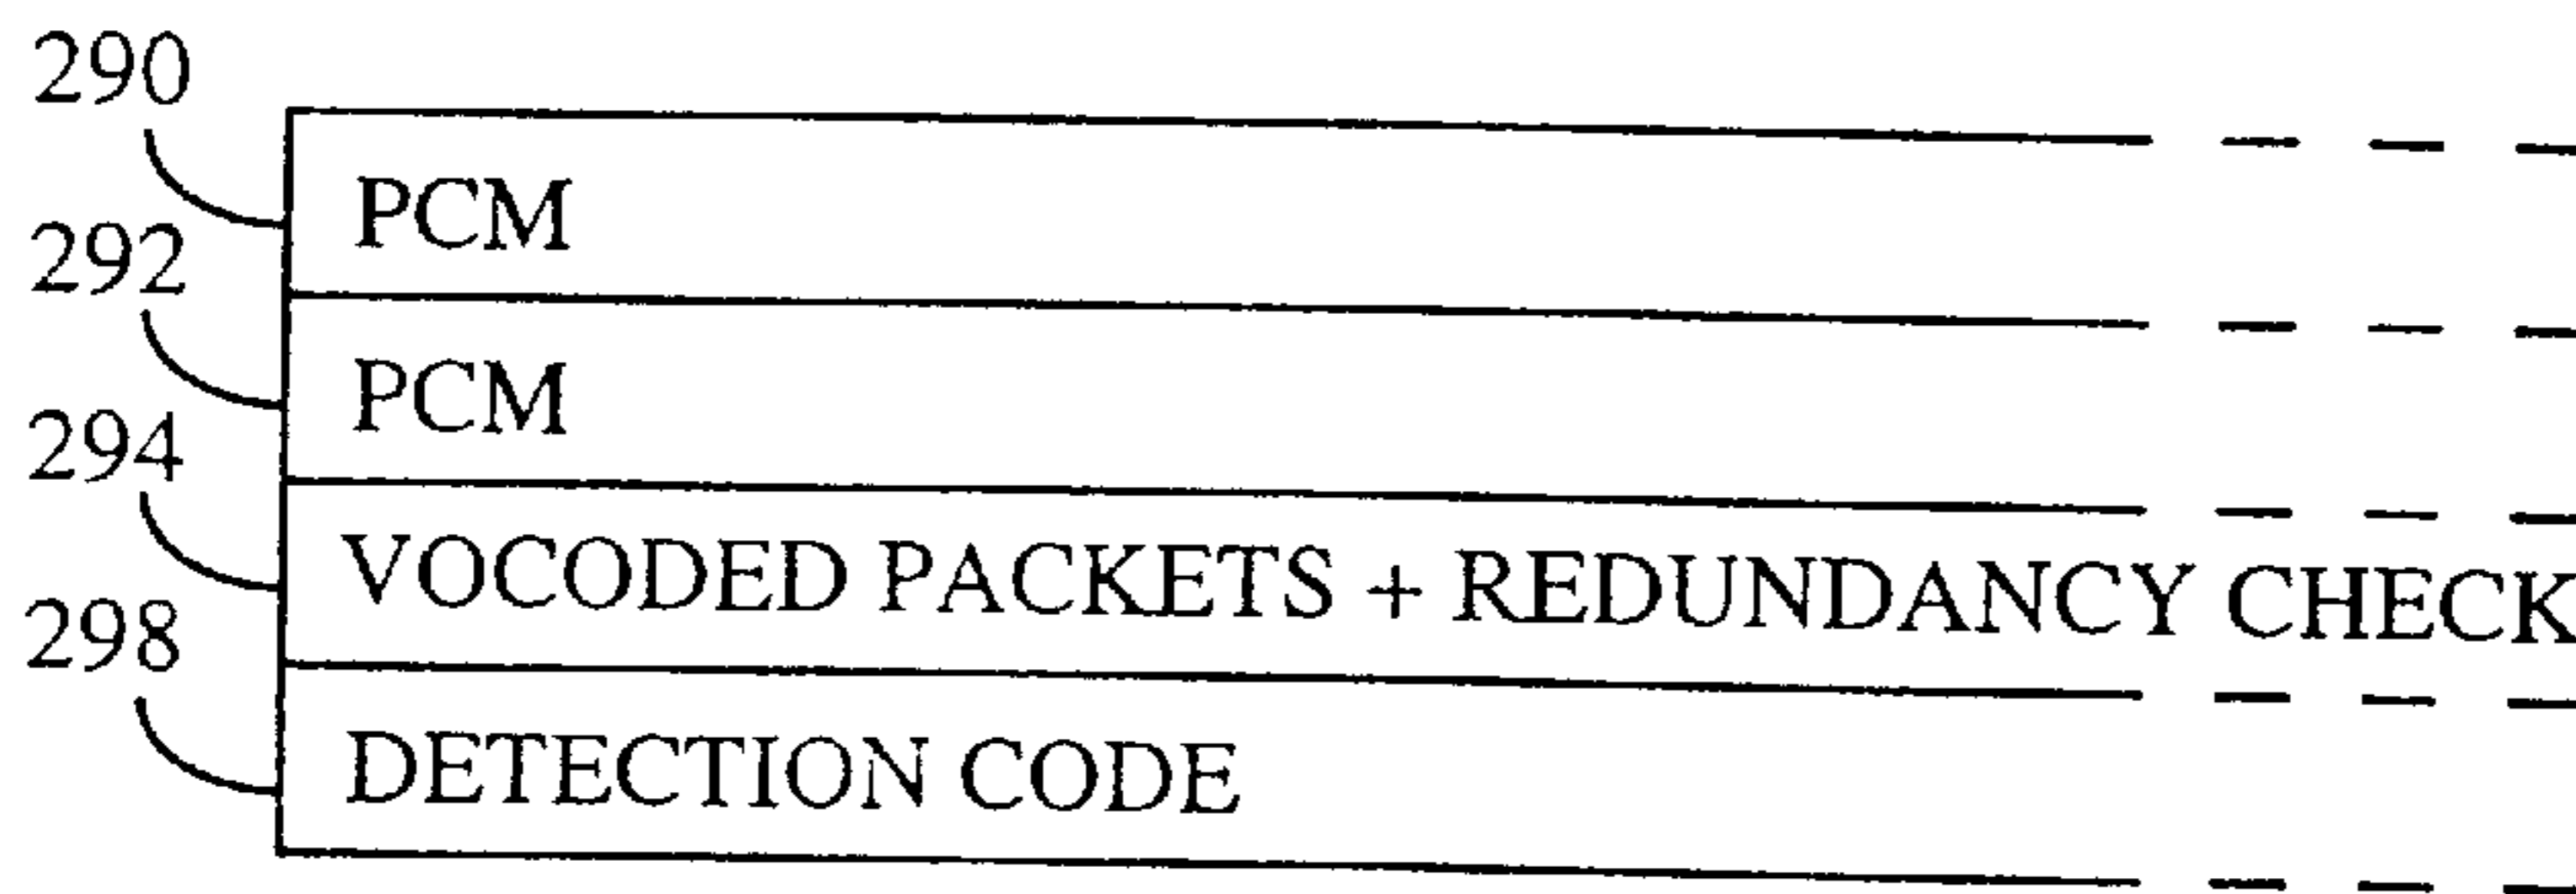 290
PCM
292
PCM
294
VOCODED PACKETS + REDUNDANCY CHECK
298
DETECTION CODE